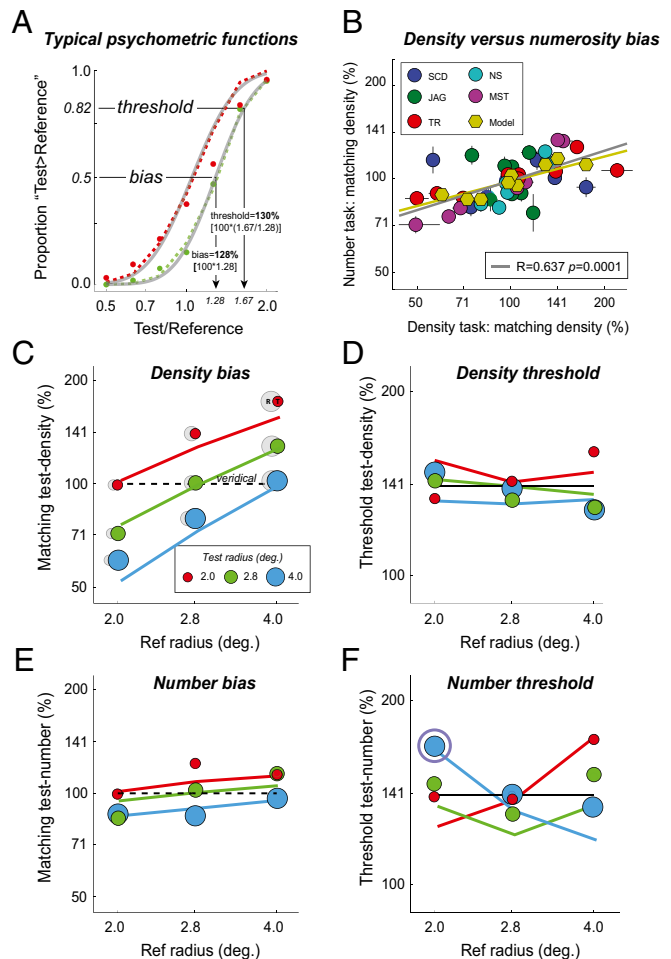 A
Typical psychometric functions
1.0
0.82
0.5
0.0
threshold
bias
threshold=130%
[100*(1.67/1.28)]
bias=128%
[100*1.28]
0.5 0.7 1.0 1.28 1.67 2.0
Test/Reference
Proportion “Test>Reference”
B
Density versus numerosity bias
SCD NS
JAG MST
TR Model
200
141
100
71
50
R=0.637 p=0.0001
50 71 100 141 200
Density task: matching density (%)
Number task: matching density (%)
C
Density bias
200
141
100
71
50
R T
veridical
Test radius (deg.)
2.0 2.8 4.0
2.0 2.8 4.0
Ref radius (deg.)
Matching test-density (%)
D
Density threshold
200
141
100
2.0 2.8 4.0
Ref radius (deg.)
Threshold test-density (%)
E
Number bias
200
141
100
71
50
2.0 2.8 4.0
Ref radius (deg.)
Matching test-number (%)
F
Number threshold
200
141
100
2.0 2.8 4.0
Ref radius (deg.)
Threshold test-number (%)